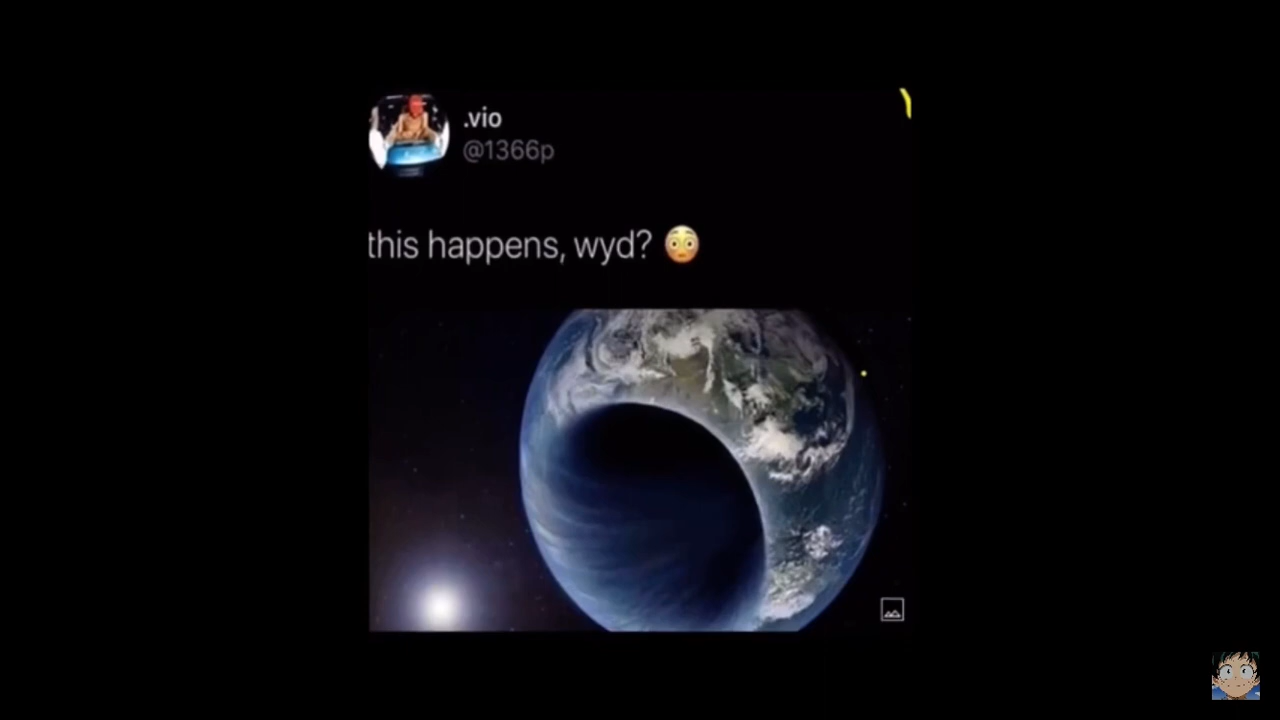 .vio
@1366p
this happens, wyd? 😳